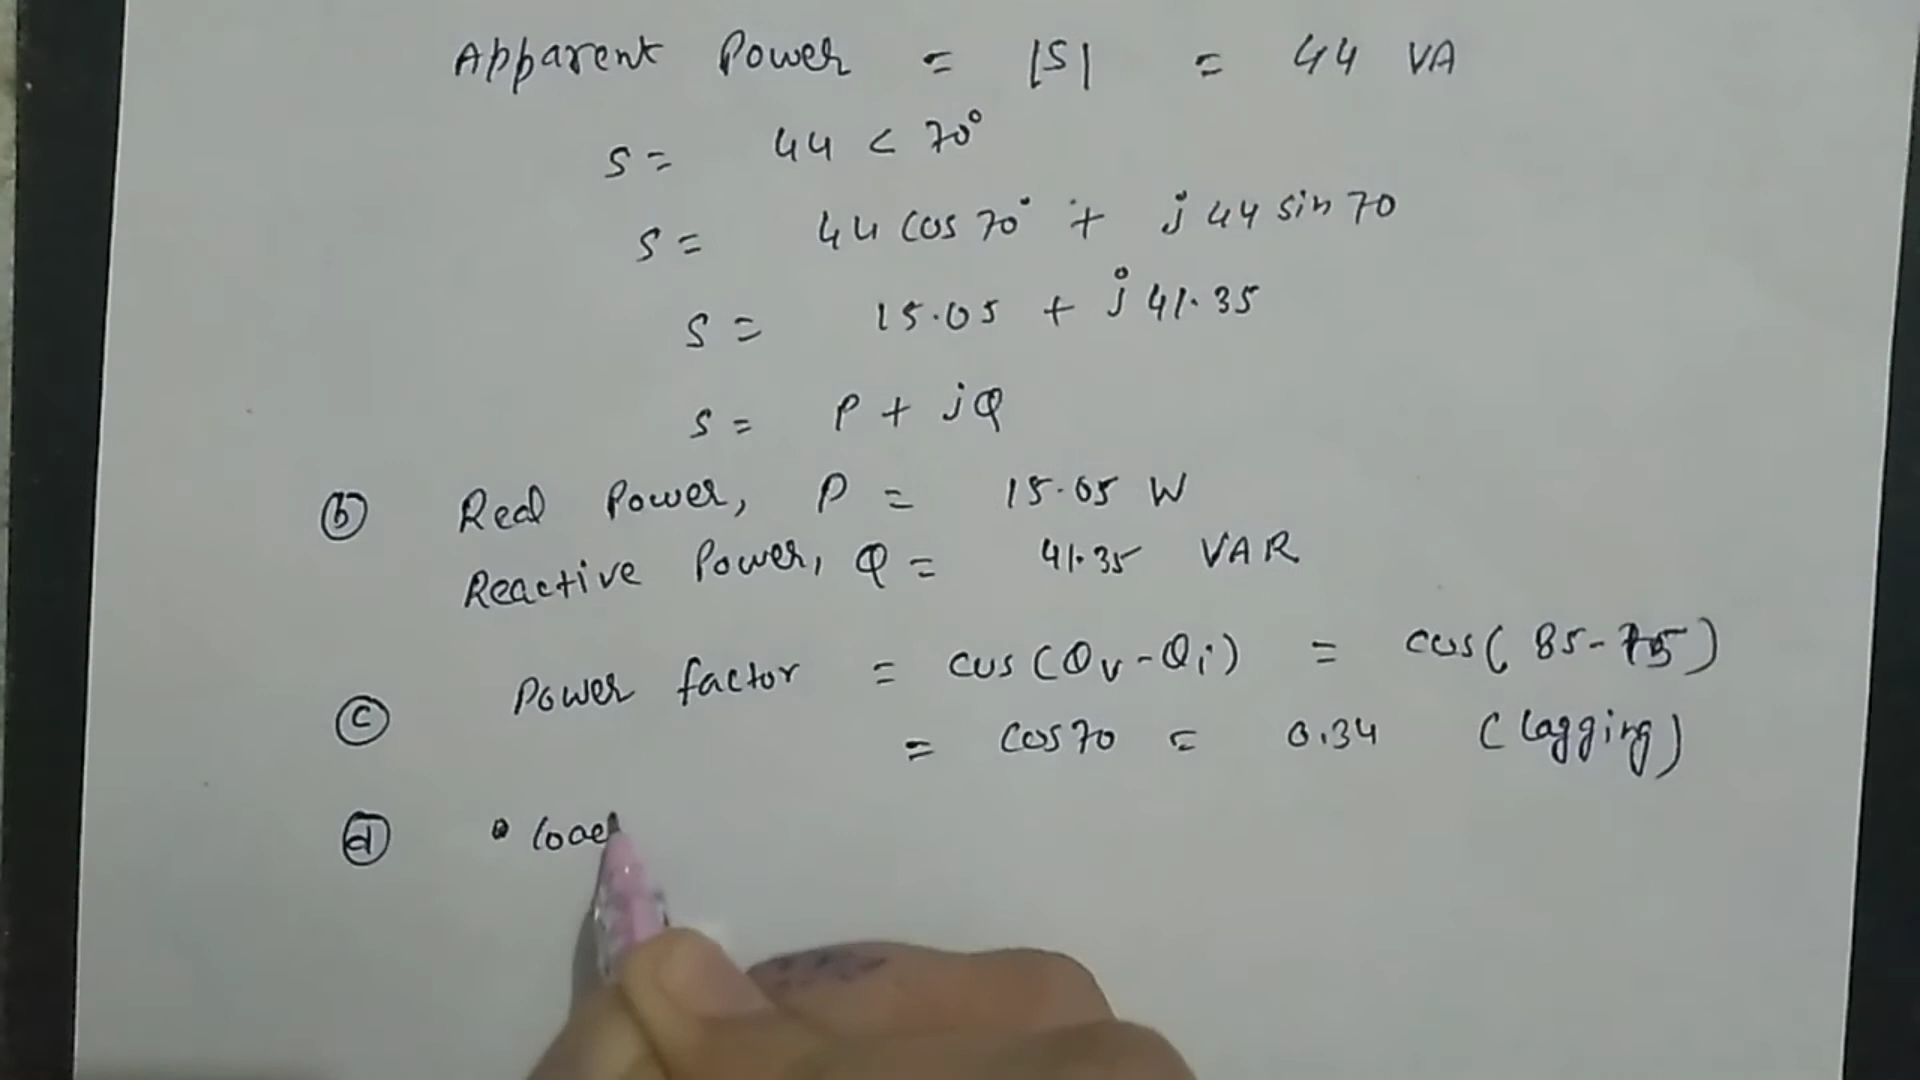 Apparent Power = |S| = 44 VA
S = 44 < 70°
S = 44 cos 70° + j 44 sin 70
S = 15.05 + j 41.35
S = P + jQ
(b) Real Power, P = 15.05 W
Reactive Power, Q = 41.35 VAR
(c) Power factor = cos (θv - θi) = cos( 85 - 15 )
= cos 70 = 0.34 ( lagging )
(d) • load